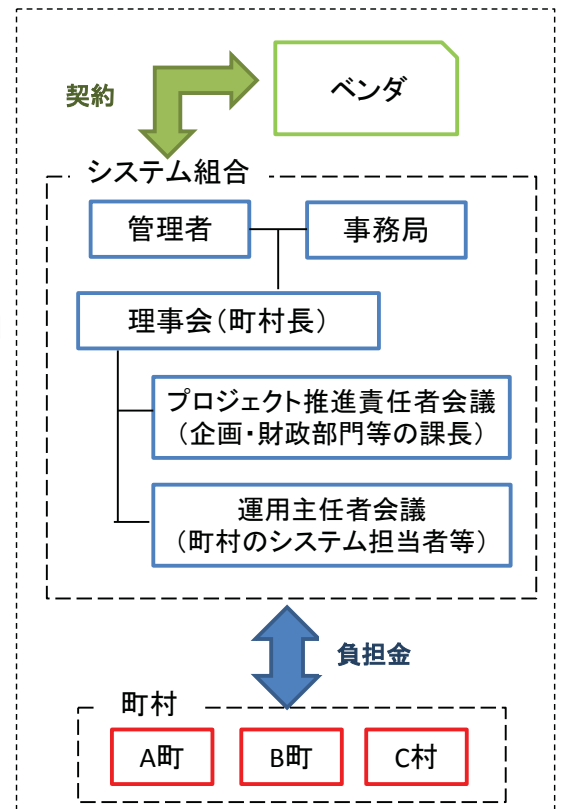 ベンダ
契約
システム組合
管理者
事務局
理事会(町村長)
プロジェクト推進責任者会議
(企画・財政部門等の課長)
運用主任者会議
(町村のシステム担当者等)
負担金
町村
A町
B町
C村